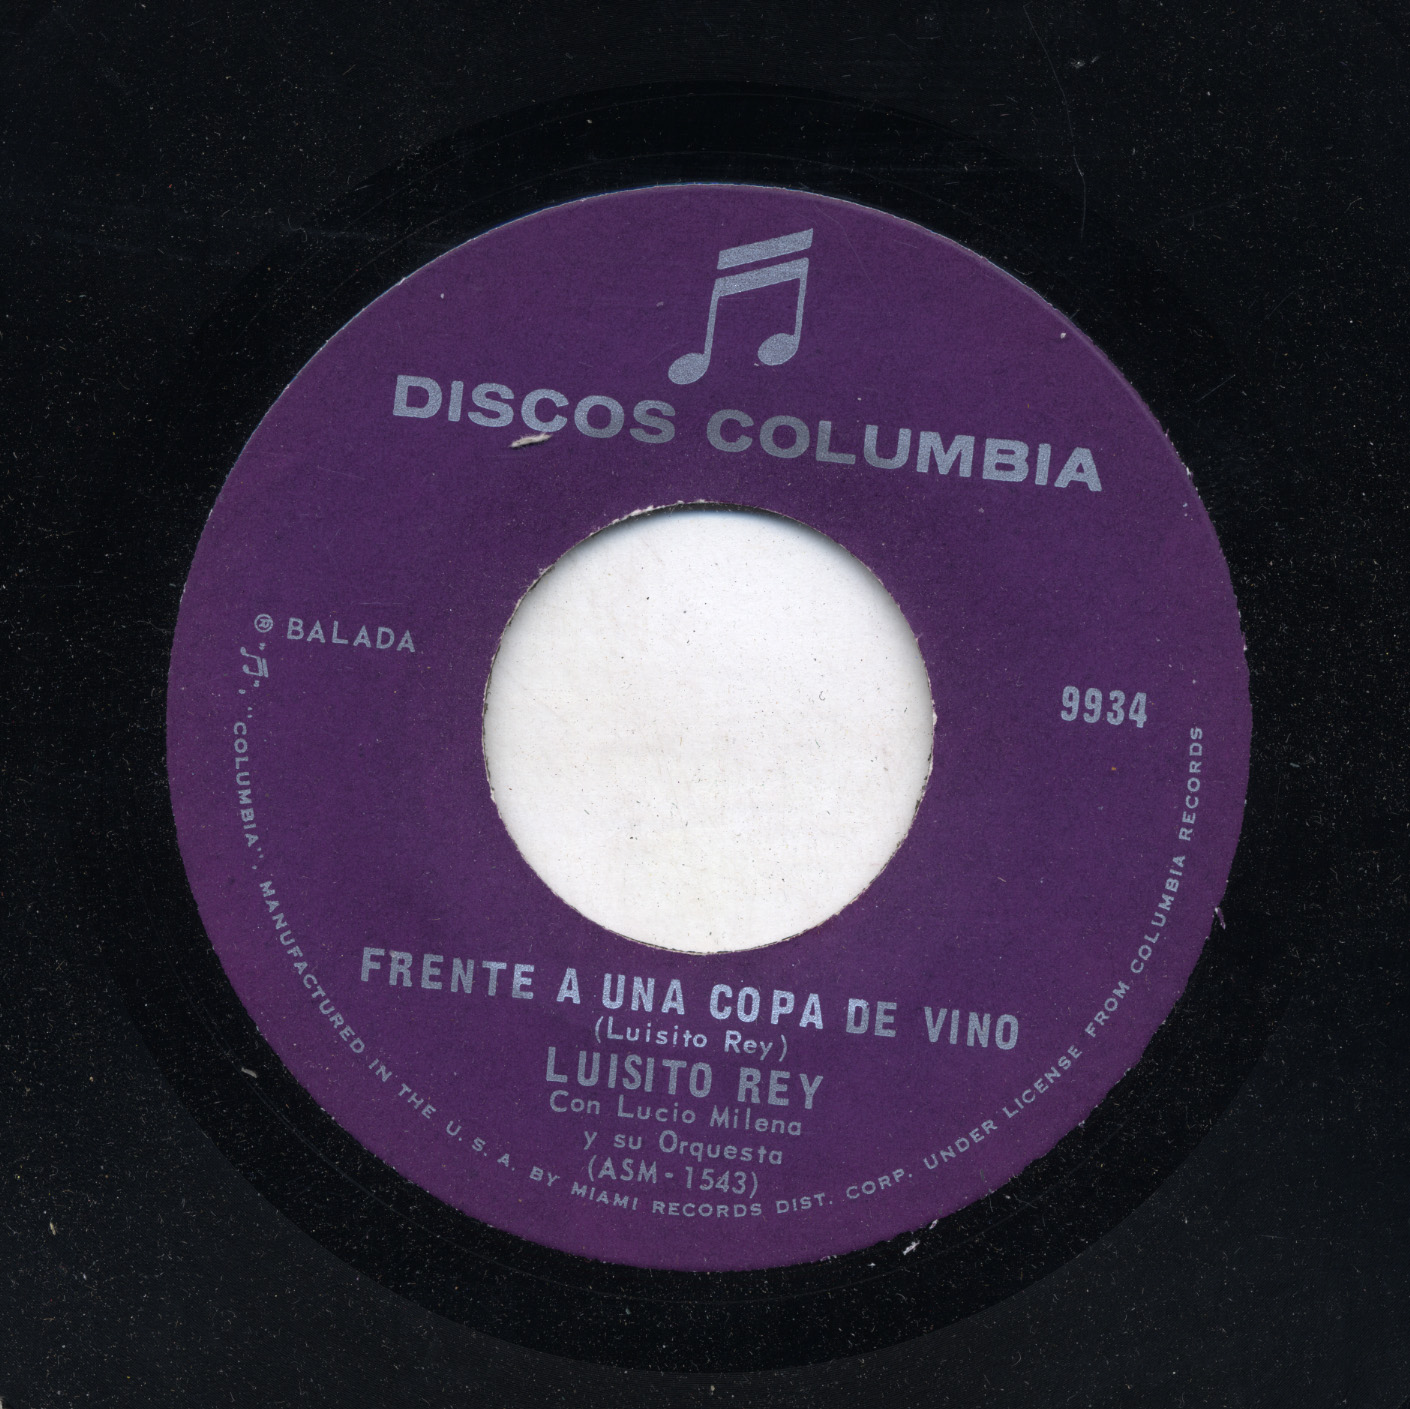 DISCOS COLUMBIA
BALADA
9934
FRENTE A UNA COPA DE VINO
(Luisito Rey)
LUISITO REY
Con Lucio Milena
y su Orquesta
(ASM-1543)
"COLUMBIA", MANUFACTURED IN THE U. S. A. BY MIAMI RECORDS DIST. CORP. UNDER LICENSE FROM COLUMBIA RECORDS